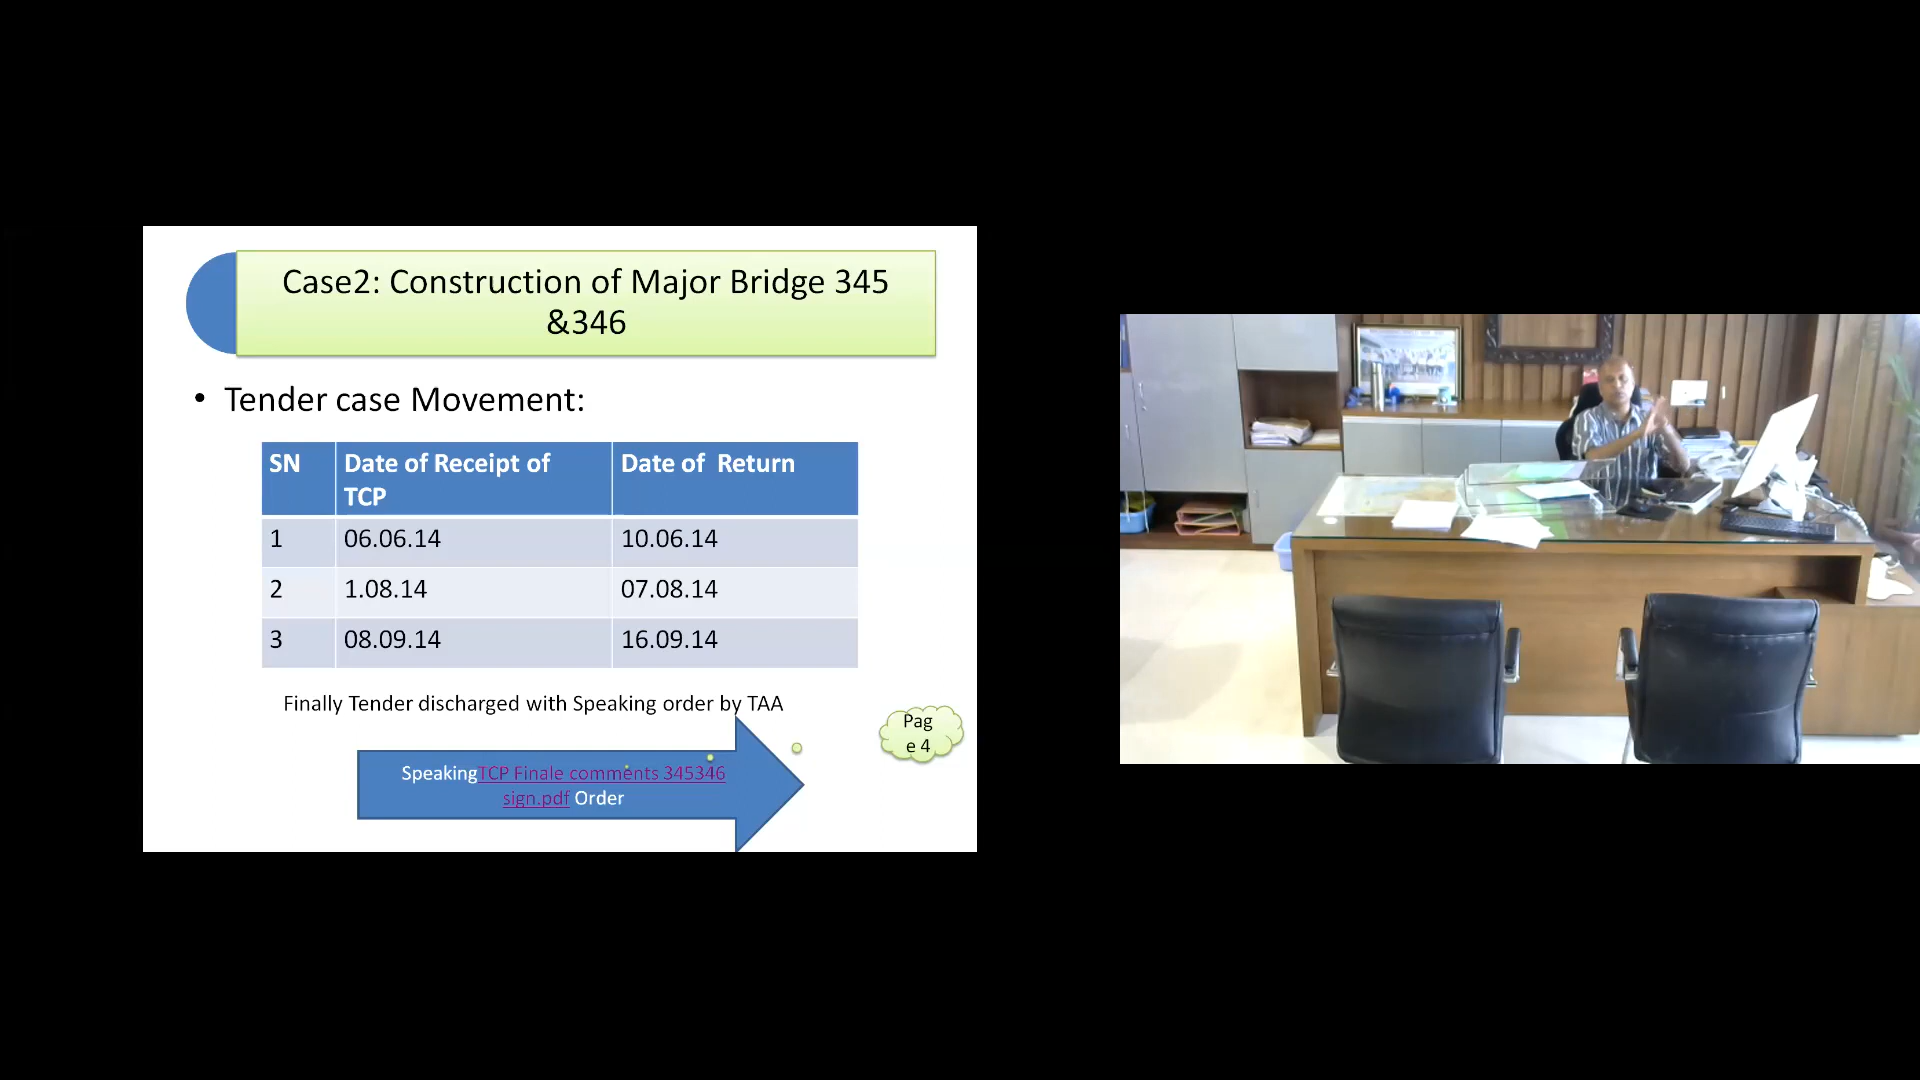 Case2: Construction of Major Bridge 345
&346
• Tender case Movement:
SN Date of Receipt of TCP Date of Return
1 06.06.14 10.06.14
2 1.08.14 07.08.14
3 08.09.14 16.09.14
Finally Tender discharged with Speaking order by TAA
Pag
e 4
SpeakingTCP Finale comments 345346
sign.pdf Order